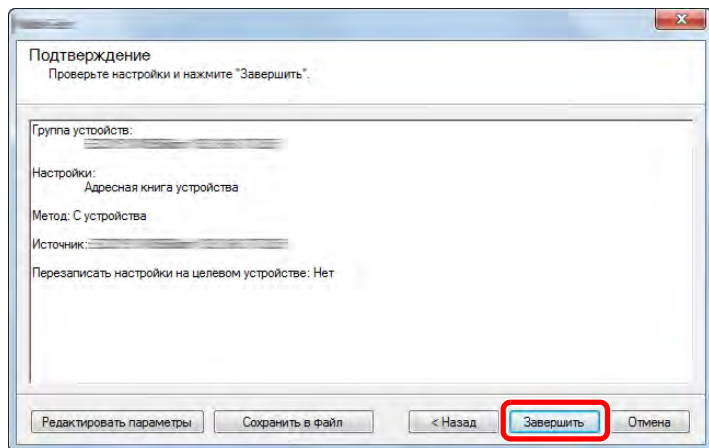 Подтверждение
Проверьте настройки и нажмите "Завершить".
Группа устройств:
Настройки:
Адресная книга устройства
Метод: С устройства
Источник:
Перезаписать настройки на целевом устройстве: Нет
Редактировать параметры
Сохранить в файл
< Назад
Завершить
Отмена